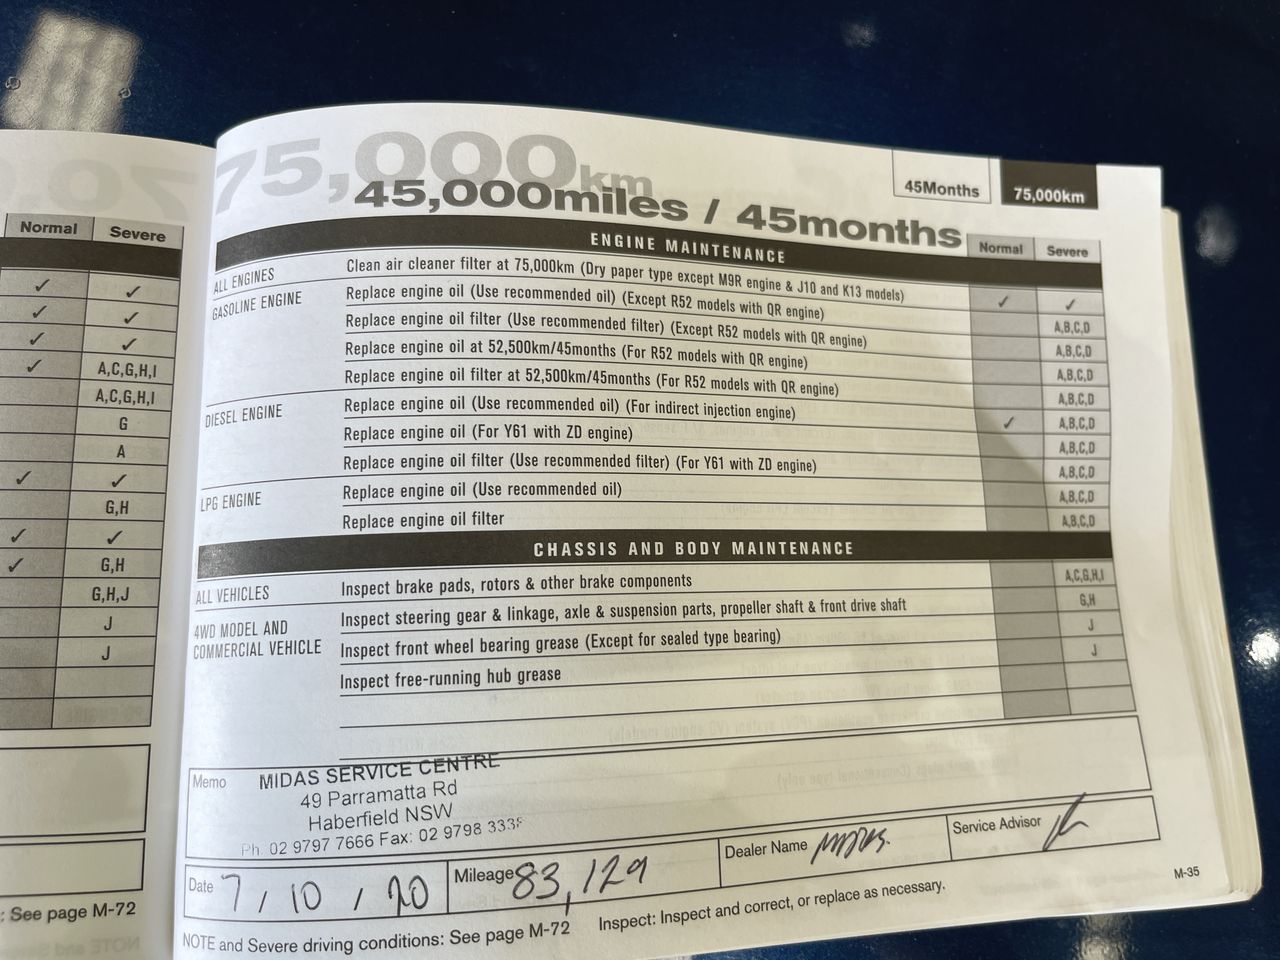 Normal Severe
✓ ✓
✓ ✓
✓ ✓
✓ A,C,G,H,I
A,C,G,H,I
G
A
✓ ✓
G,H
✓ ✓
✓ G,H
G,H,J
J
J
: See page M-72
75,000km
45,000miles / 45months
45Months 75,000km
ENGINE MAINTENANCE Normal Severe
ALL ENGINES Clean air cleaner filter at 75,000km (Dry paper type except M9R engine & J10 and K13 models) ✓ ✓
GASOLINE ENGINE Replace engine oil (Use recommended oil) (Except R52 models with QR engine) A,B,C,D
Replace engine oil filter (Use recommended filter) (Except R52 models with QR engine) A,B,C,D
Replace engine oil at 52,500km/45months (For R52 models with QR engine) A,B,C,D
Replace engine oil filter at 52,500km/45months (For R52 models with QR engine) A,B,C,D
DIESEL ENGINE Replace engine oil (Use recommended oil) (For indirect injection engine) ✓ A,B,C,D
Replace engine oil (For Y61 with ZD engine) A,B,C,D
Replace engine oil filter (Use recommended filter) (For Y61 with ZD engine) A,B,C,D
LPG ENGINE Replace engine oil (Use recommended oil) A,B,C,D
Replace engine oil filter A,B,C,D
CHASSIS AND BODY MAINTENANCE
ALL VEHICLES Inspect brake pads, rotors & other brake components A,C,G,H,I
4WD MODEL AND COMMERCIAL VEHICLE Inspect steering gear & linkage, axle & suspension parts, propeller shaft & front drive shaft G,H
Inspect front wheel bearing grease (Except for sealed type bearing) J
Inspect free-running hub grease J
Memo MIDAS SERVICE CENTRE
49 Parramatta Rd
Haberfield NSW
Ph. 02 9797 7666 Fax: 02 9798 3338
Date 7 / 10 / 20 Mileage 83,129 Dealer Name MIDAS. Service Advisor
NOTE and Severe driving conditions: See page M-72 Inspect: Inspect and correct, or replace as necessary.
M-35